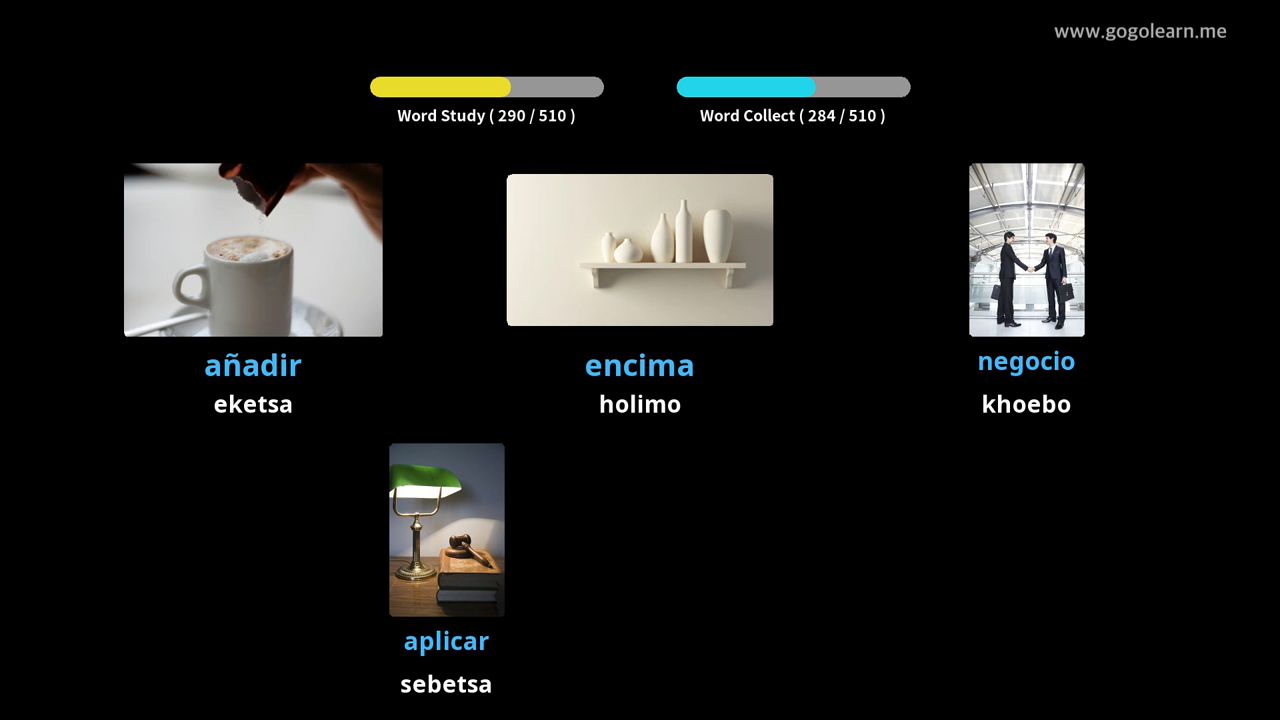 www.gogolearn.me
Word Study ( 290 / 510 )
Word Collect ( 284 / 510 )
añadir
eketsa
encima
holimo
negocio
khoebo
aplicar
sebetsa